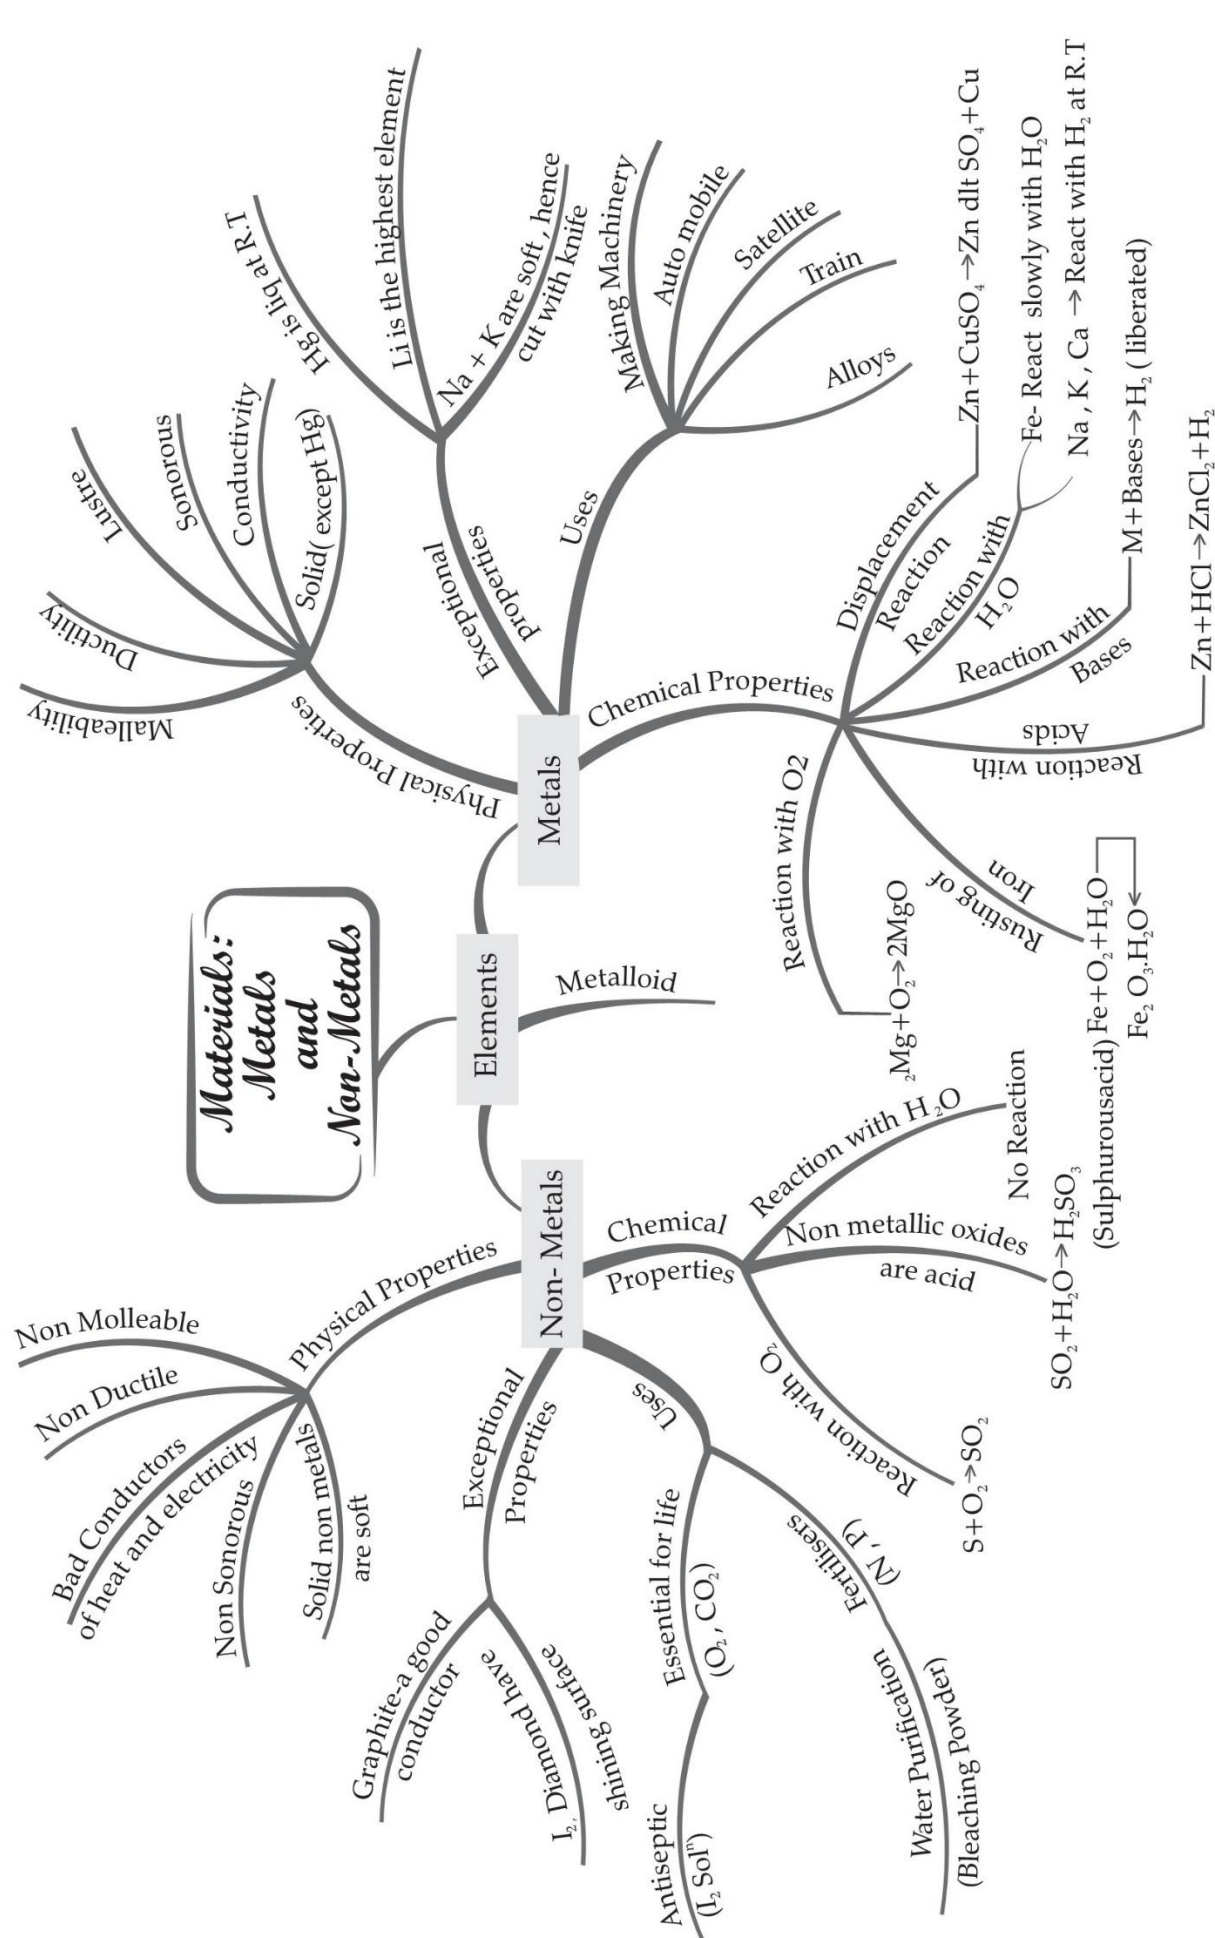 Materials:
Metals
and
Non-Metals
Elements
Metalloid
Non- Metals
Physical Properties
Non Molleable
Non Ductile
Bad Conductors
of heat and electricity
Non Sonorous
Solid non metals
are soft
Exceptional
Properties
Graphite-a good
conductor
I₂, Diamond have
shining surface
Uses
Essential for life
(O₂, CO₂)
Antiseptic
(I₂ Solⁿ)
Fertilisers
(N, P)
Water Purification
(Bleaching Powder)
Chemical
Properties
Reaction with O₂
S+O₂→SO₂
Non metallic oxides
are acid
SO₂+H₂O→H₂SO₃
(Sulphurousacid)
Reaction with H₂O
No Reaction
Metals
Physical Properties
Malleability
Ductility
Lustre
Sonorous
Conductivity
Solid( except Hg)
Exceptional
properties
Hg is liq at R.T
Li is the highest element
Na + K are soft , hence
cut with knife
Uses
Making Machinery
Auto mobile
Satellite
Train
Alloys
Chemical Properties
Reaction with O2
₂Mg+O₂→2MgO
Rusting of
Iron
Fe+O₂+H₂O
Fe₂ O₃.H₂O
Reaction with
Acids
Zn+HCl→ZnCl₂+H₂
Reaction with
Bases
M+Bases→H₂ ( liberated)
Reaction with
H₂O
Fe- React slowly with H₂O
Na , K , Ca → React with H₂ at R.T
Displacement
Reaction
Zn+CuSO₄→Zn dlt SO₄+Cu